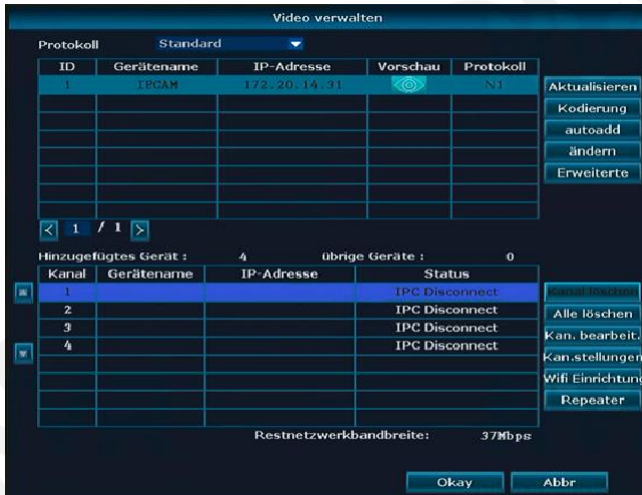 Video verwalten
Protokoll Standard
ID Gerätename IP-Adresse Vorschau Protokoll
1 IPCAM 172.20.14.31 N1
Aktualisieren
Kodierung
autoadd
ändern
Erweiterte
1 / 1
Hinzugefügtes Gerät : 4 übrige Geräte : 0
Kanal Gerätename IP-Adresse Status
1 IPC Disconnect
2 IPC Disconnect
3 IPC Disconnect
4 IPC Disconnect
Kanal löschen
Alle löschen
Kan. bearbeit.
Kan.stellungen
Wifi Einrichtung
Repeater
Restnetzwerkbandbreite: 37Mbps
Okay Abbr